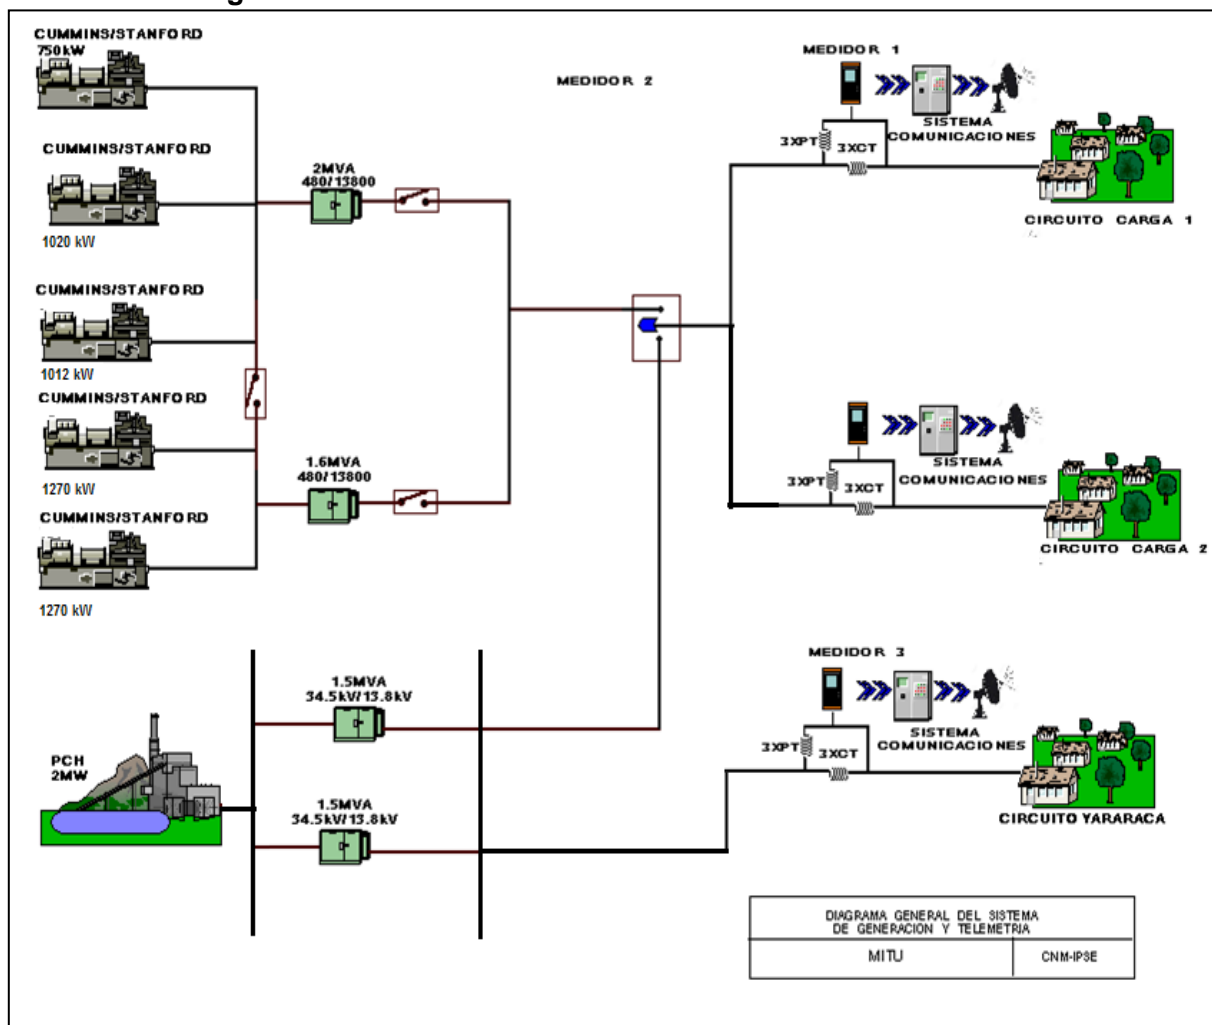 CUMMINS/STANFORD
750kW
CUMMINS/STANFORD
1020 kW
CUMMINS/STANFORD
1012 kW
CUMMINS/STANFORD
1270 kW
CUMMINS/STANFORD
1270 kW
2MVA
480/13800
1.6MVA
480/13800
MEDIDOR 2
MEDIDOR 1
SISTEMA
COMUNICACIONES
3XPT
3XCT
CIRCUITO CARGA 1
SISTEMA
COMUNICACIONES
3XPT
3XCT
CIRCUITO CARGA 2
PCH
2MW
1.5MVA
34.5kV/13.8kV
1.5MVA
34.5kV/13.8kV
MEDIDOR 3
SISTEMA
COMUNICACIONES
3XPT
3XCT
CIRCUITO YARARACA
DIAGRAMA GENERAL DEL SISTEMA
DE GENERACION Y TELEMETRIA
MITU
CNM-IPSE